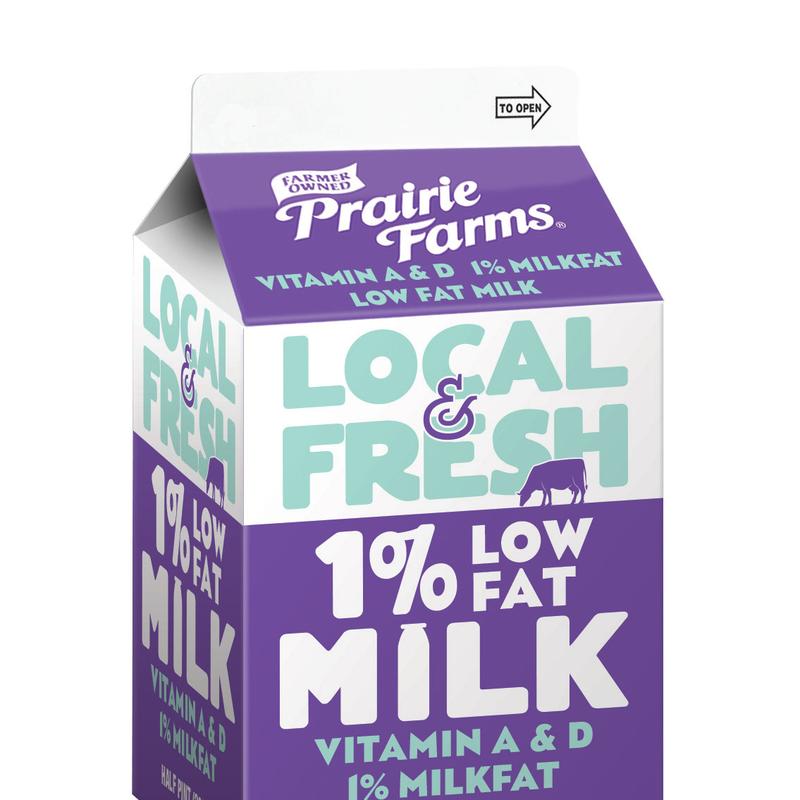 TO OPEN
FARMER
OWNED
Prairie
Farms®
VITAMIN A & D 1% MILKFAT
LOW FAT MILK
LOCAL
&
FRESH
1% LOW
FAT
MILK
VITAMIN A & D
1% MILKFAT
LOCAL
&
FRESH
1% LOW
FAT
MILK
VITAMIN A & D
1% MILKFAT
HALF PINT